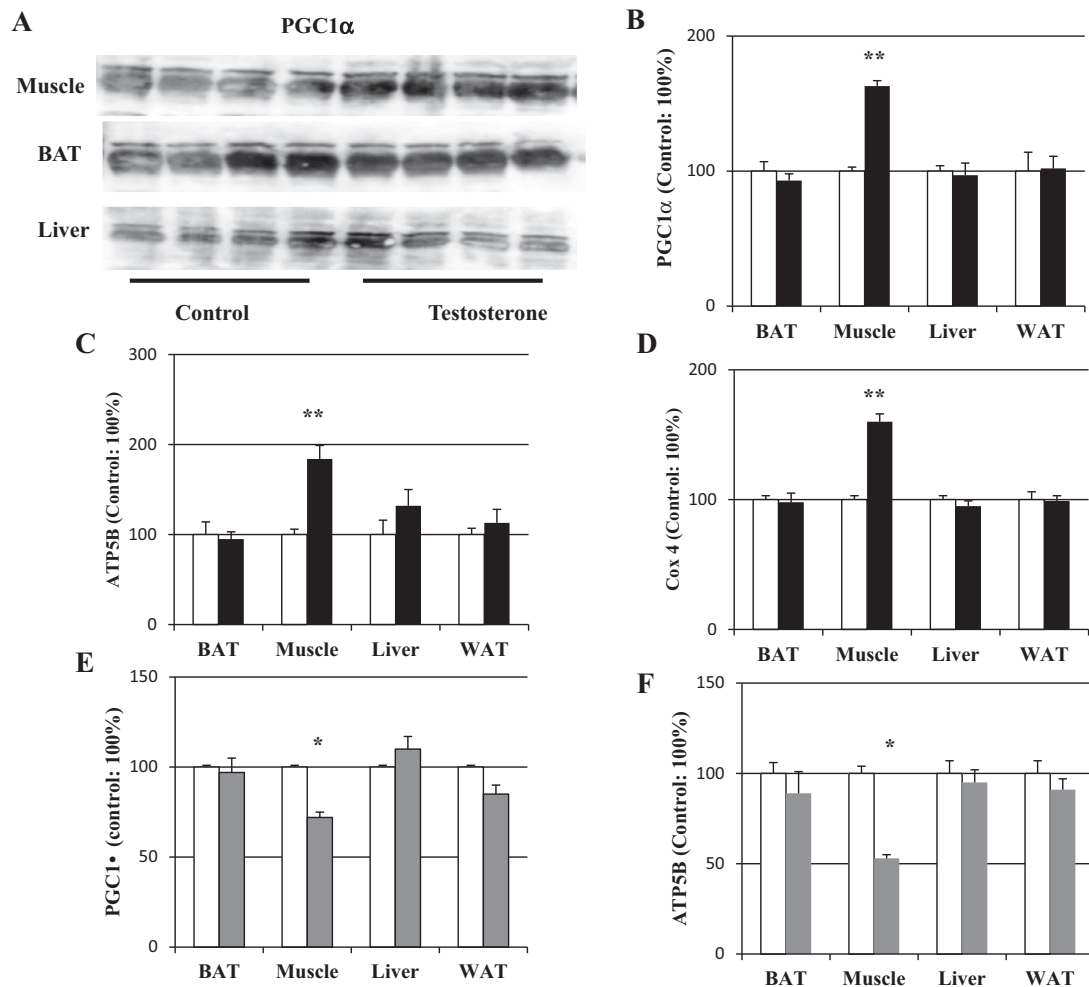 A
PGC1α
Muscle
BAT
Liver
Control Testosterone
B
PGC1α (Control: 100%)
200
100
0
**
BAT Muscle Liver WAT
C
ATP5B (Control: 100%)
300
200
100
0
**
BAT Muscle Liver WAT
D
Cox 4 (Control: 100%)
200
100
0
**
BAT Muscle Liver WAT
E
PGC1• (control: 100%)
150
100
50
0
*
BAT Muscle Liver WAT
F
ATP5B (Control: 100%)
150
100
50
0
*
BAT Muscle Liver WAT